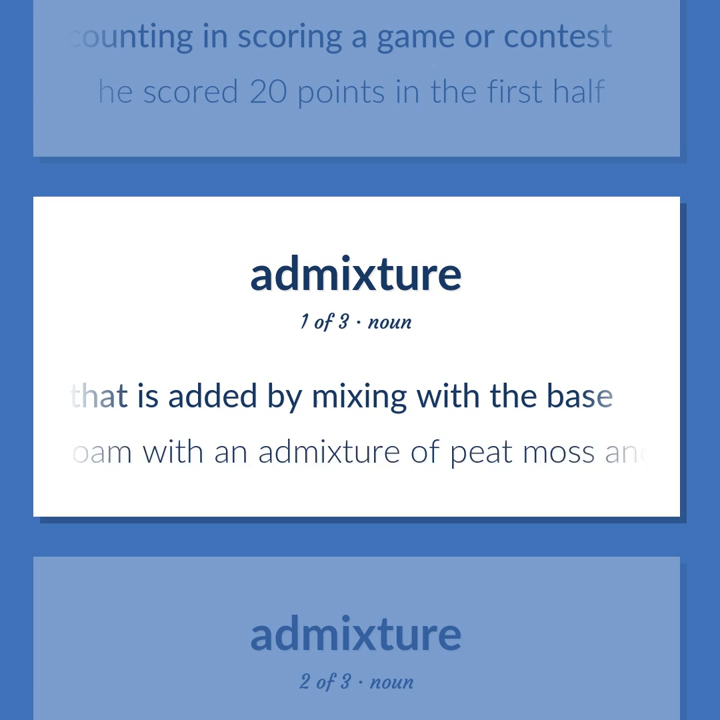 counting in scoring a game or contest
he scored 20 points in the first half
admixture
1 of 3 · noun
that is added by mixing with the base
with an admixture of peat moss
admixture
2 of 3 · noun